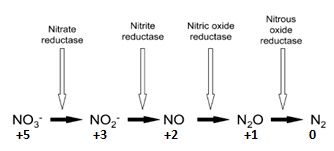 Nitrate
reductase
Nitrite
reductase
Nitric oxide
reductase
Nitrous
oxide
reductase
NO₃⁻ NO₂⁻ NO N₂O N₂
+5 +3 +2 +1 0